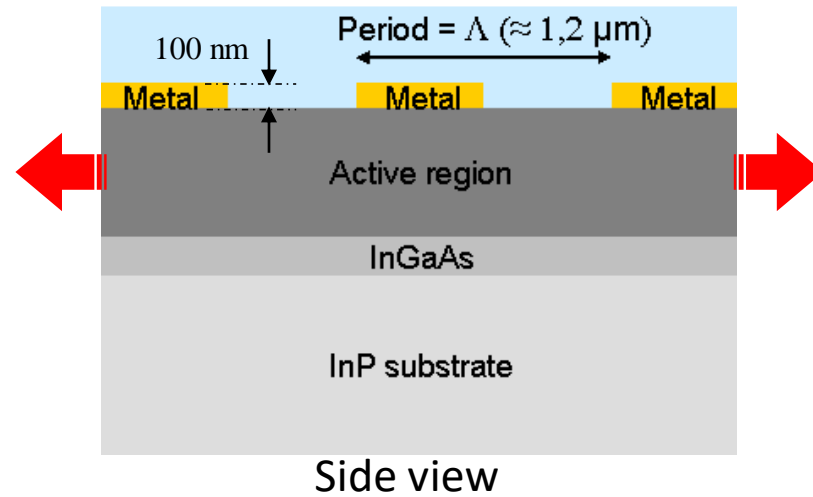 Period = Λ (≈ 1,2 µm)
100 nm
Metal Metal Metal
Active region
InGaAs
InP substrate
Side view